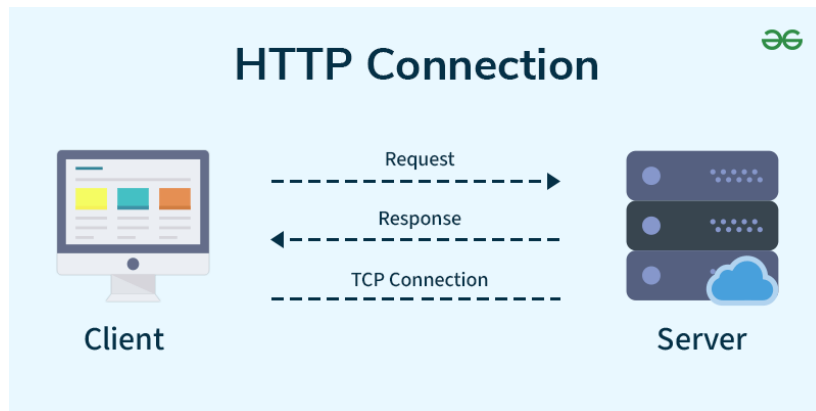 HTTP Connection
Request
Response
TCP Connection
Client
Server